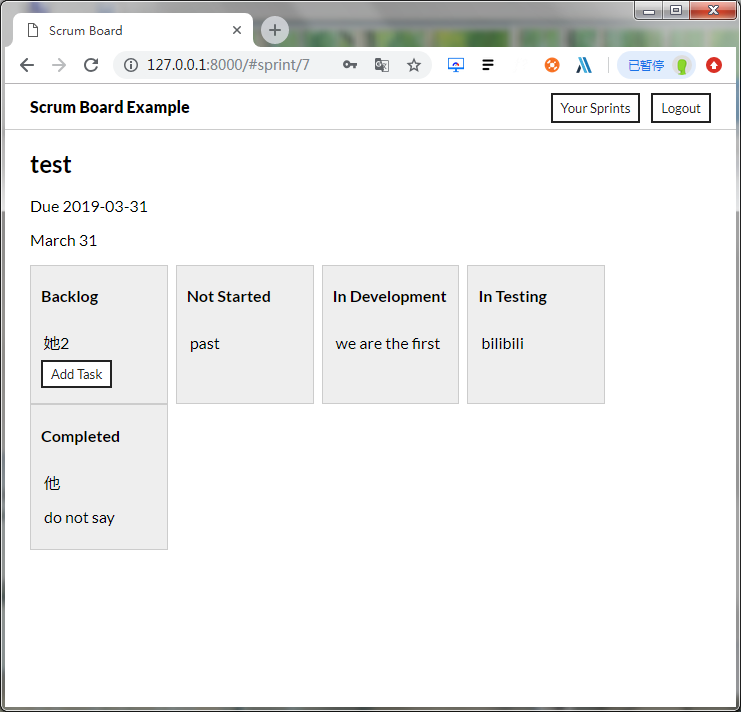 Scrum Board
127.0.0.1:8000/#sprint/7
已暂停
Scrum Board Example
Your Sprints
Logout
test
Due 2019-03-31
March 31
Backlog
她2
Add Task
Not Started
past
In Development
we are the first
In Testing
bilibili
Completed
他
do not say